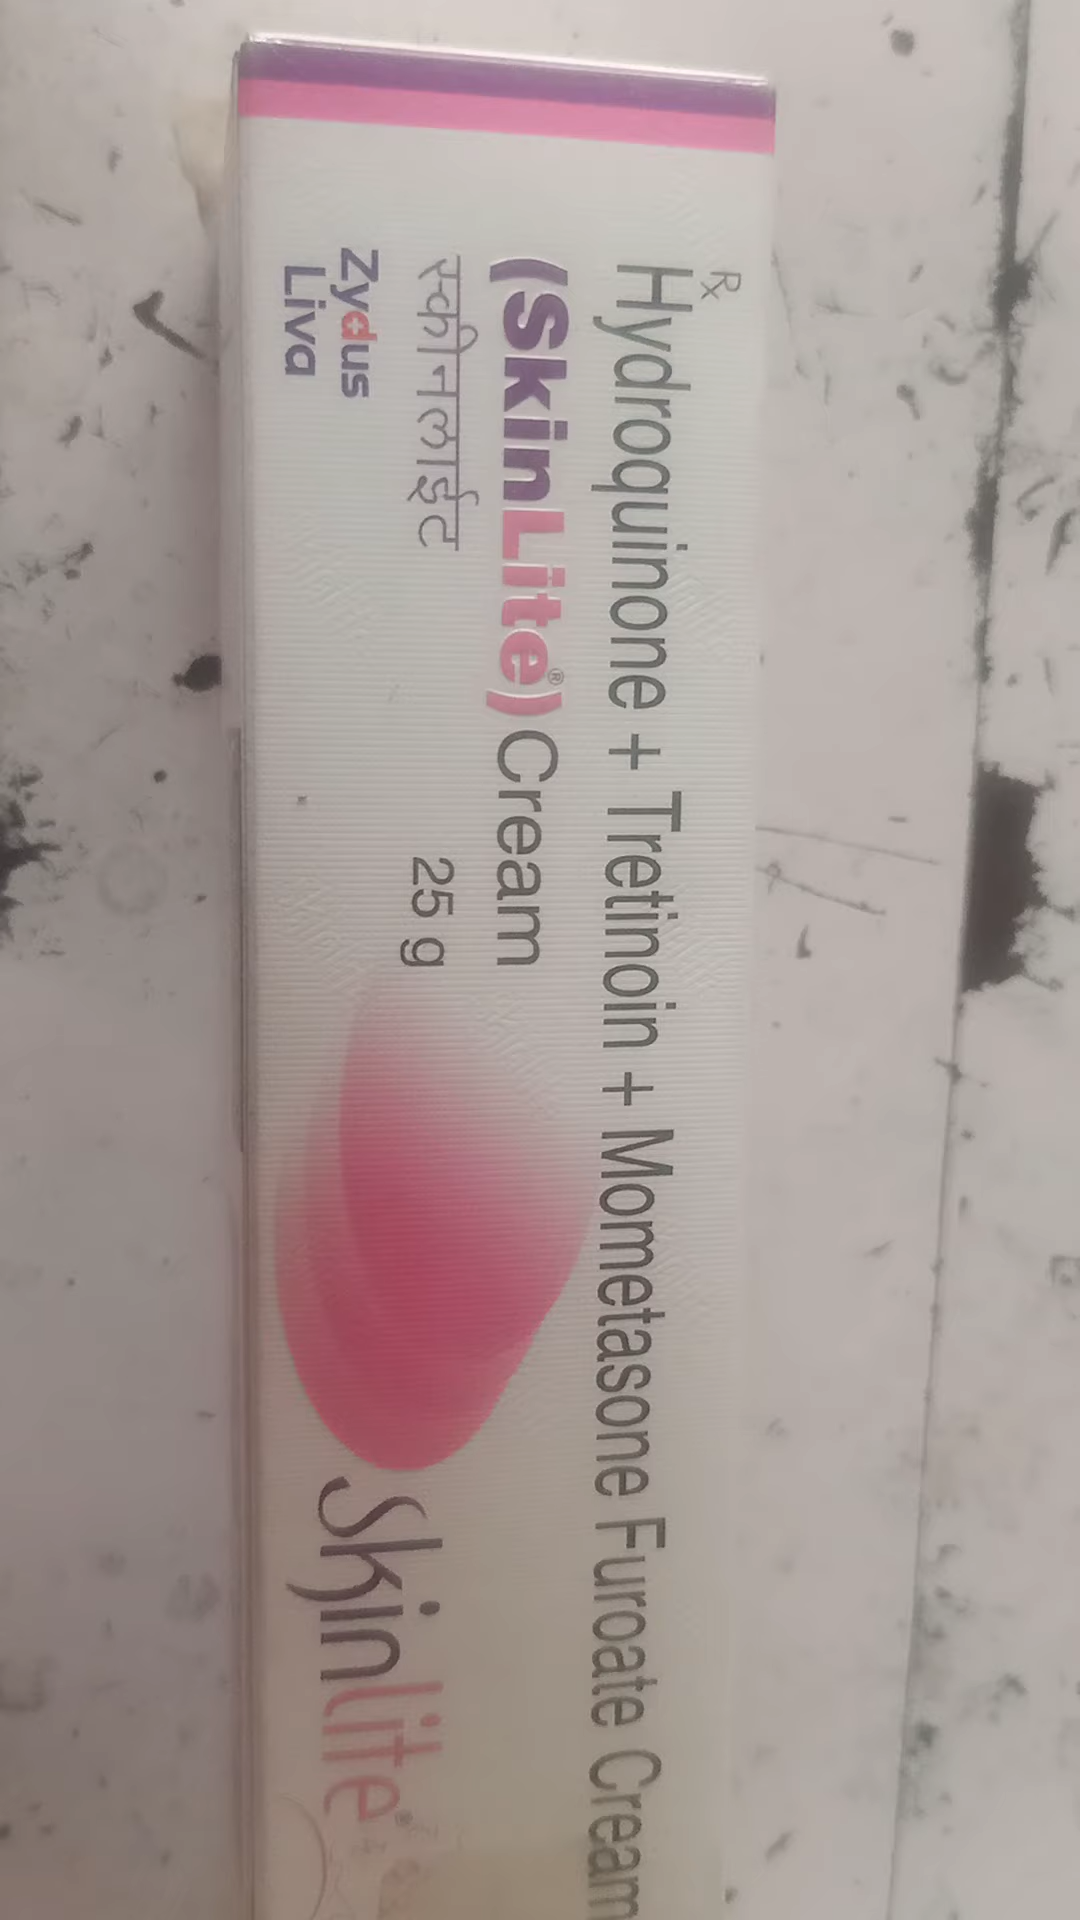 Rx
Hydroquinone + Tretinoin + Mometasone Furoate Cream
(SkinLite®) Cream
स्कीनलाईट
25 g
Zydus
Liva
Skinlite®